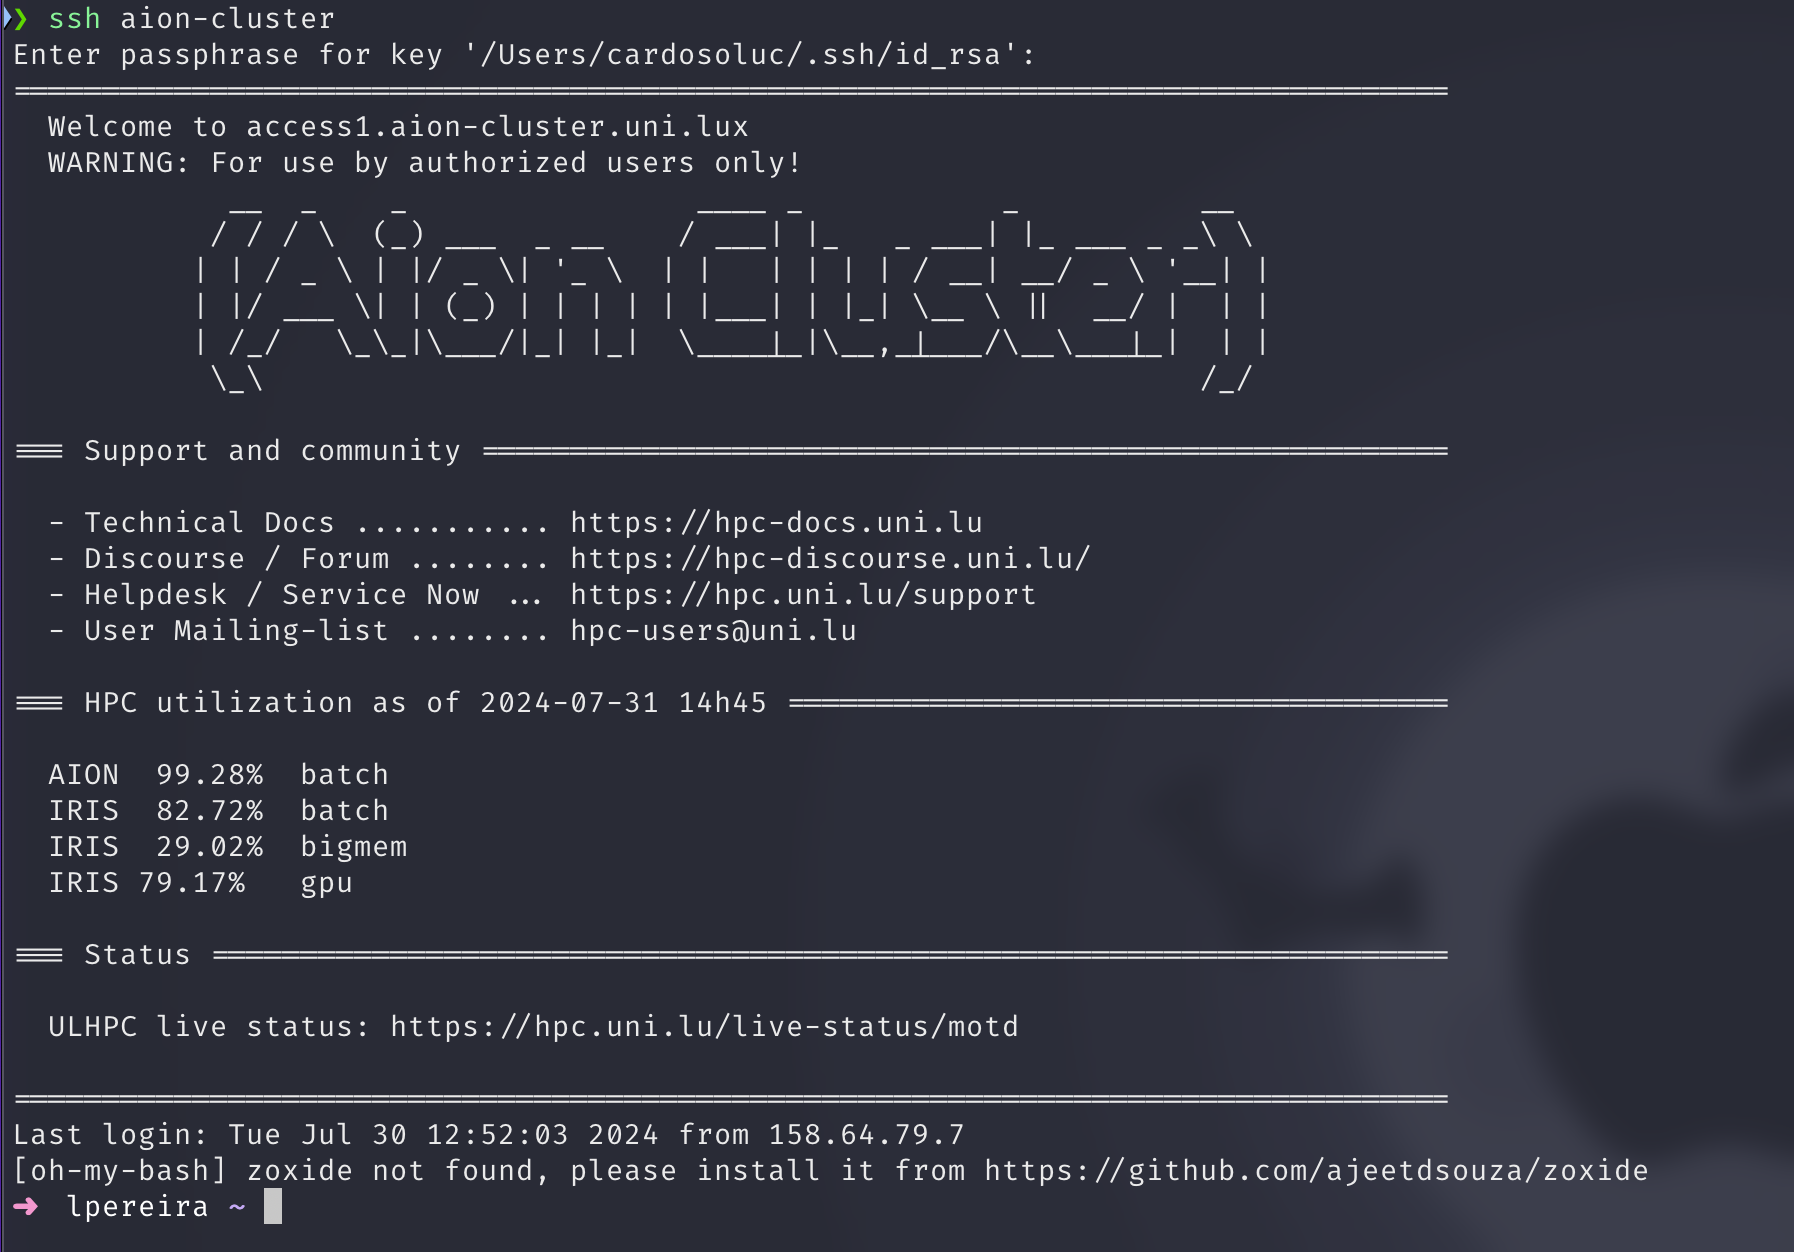 ❯ ssh aion-cluster
Enter passphrase for key '/Users/cardosoluc/.ssh/id_rsa':
================================================================================
  Welcome to access1.aion-cluster.uni.lux
  WARNING: For use by authorized users only!
(Aion Cluster)
=== Support and community ======================================================
  - Technical Docs ........... https://hpc-docs.uni.lu
  - Discourse / Forum ........ https://hpc-discourse.uni.lu/
  - Helpdesk / Service Now ... https://hpc.uni.lu/support
  - User Mailing-list ........ hpc-users@uni.lu
=== HPC utilization as of 2024-07-31 14h45 =====================================
  AION  99.28%  batch
  IRIS  82.72%  batch
  IRIS  29.02%  bigmem
  IRIS 79.17%   gpu
=== Status =====================================================================
  ULHPC live status: https://hpc.uni.lu/live-status/motd
================================================================================
Last login: Tue Jul 30 12:52:03 2024 from 158.64.79.7
[oh-my-bash] zoxide not found, please install it from https://github.com/ajeetdsouza/zoxide
➜  lpereira ~